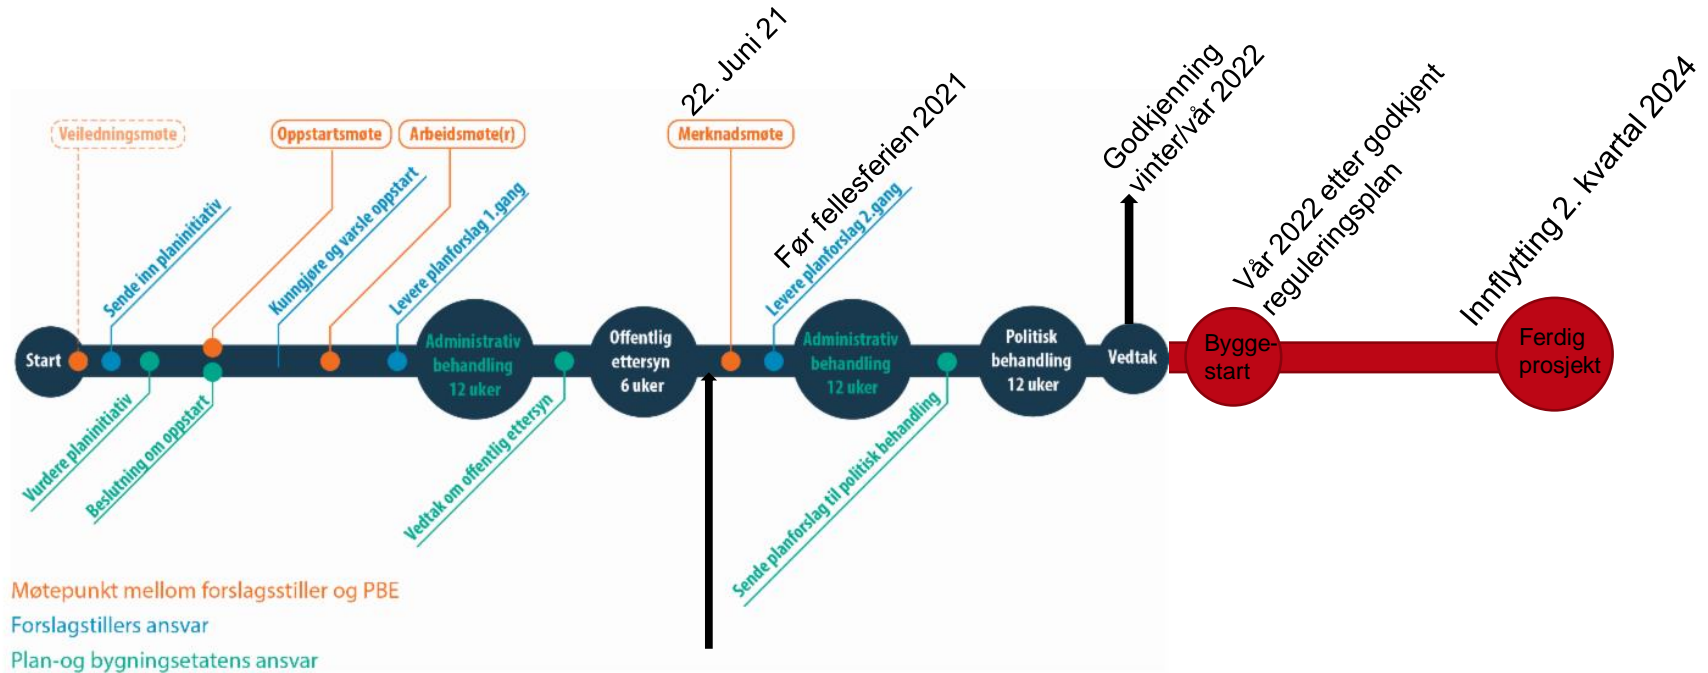 22. Juni 21
Før fellesferien 2021
Godkjenning
vinter/vår 2022
Vår 2022 etter godkjent
reguleringsplan
Innflytting 2. kvartal 2024
Veiledningsmøte
Oppstartsmøte
Arbeidsmøte(r)
Merknadsmøte
Sende inn planinitiativ
Kunngjøre og varsle oppstart
Levere planforslag 1.gang
Levere planforslag 2.gang
Start
Administrativ
behandling
12 uker
Offentlig
ettersyn
6 uker
Administrativ
behandling
12 uker
Politisk
behandling
12 uker
Vedtak
Bygge-
start
Ferdig
prosjekt
Vurdere planinitiativ
Beslutning om oppstart
Vedtak om offentlig ettersyn
Sende planforslag til politisk behandling
Møtepunkt mellom forslagsstiller og PBE
Forslagstillers ansvar
Plan-og bygningsetatens ansvar